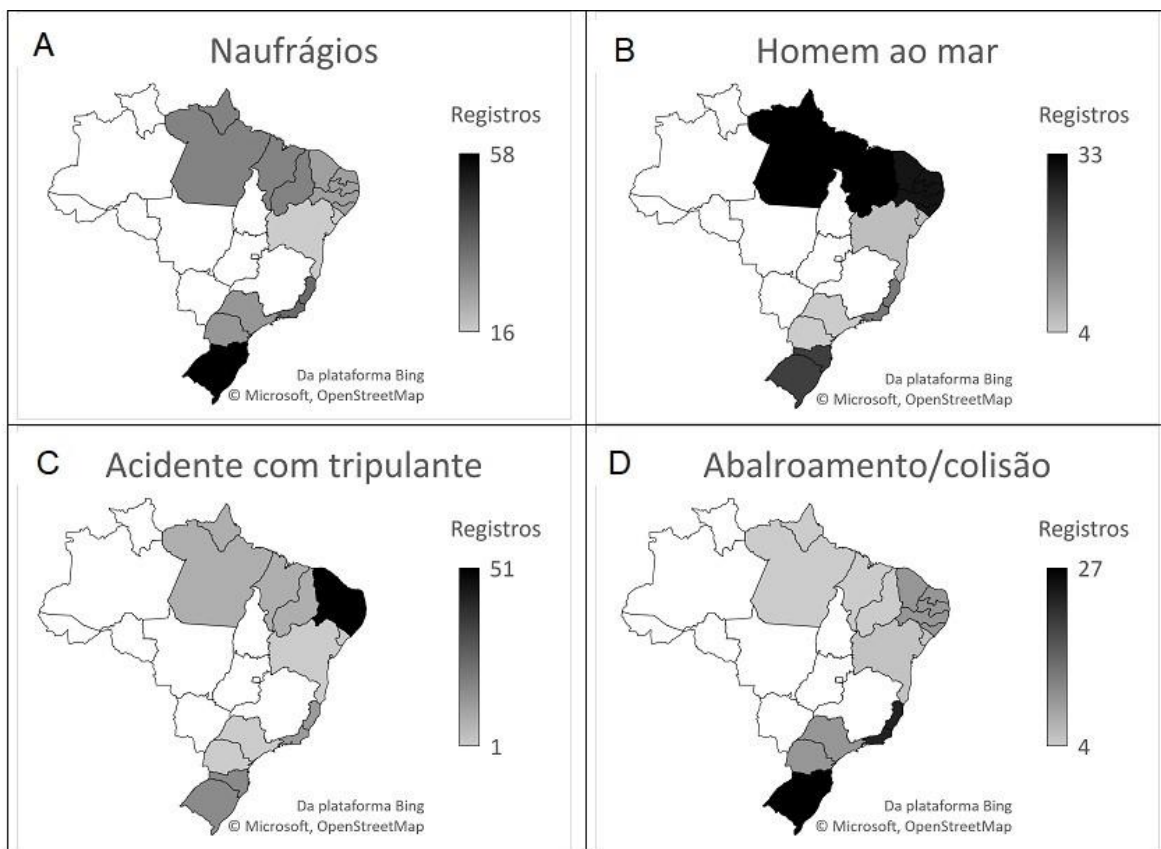 A
Naufrágios
Registros
58
16
Da plataforma Bing
© Microsoft, OpenStreetMap
B
Homem ao mar
Registros
33
4
Da plataforma Bing
© Microsoft, OpenStreetMap
C
Acidente com tripulante
Registros
51
1
Da plataforma Bing
© Microsoft, OpenStreetMap
D
Abalroamento/colisão
Registros
27
4
Da plataforma Bing
© Microsoft, OpenStreetMap